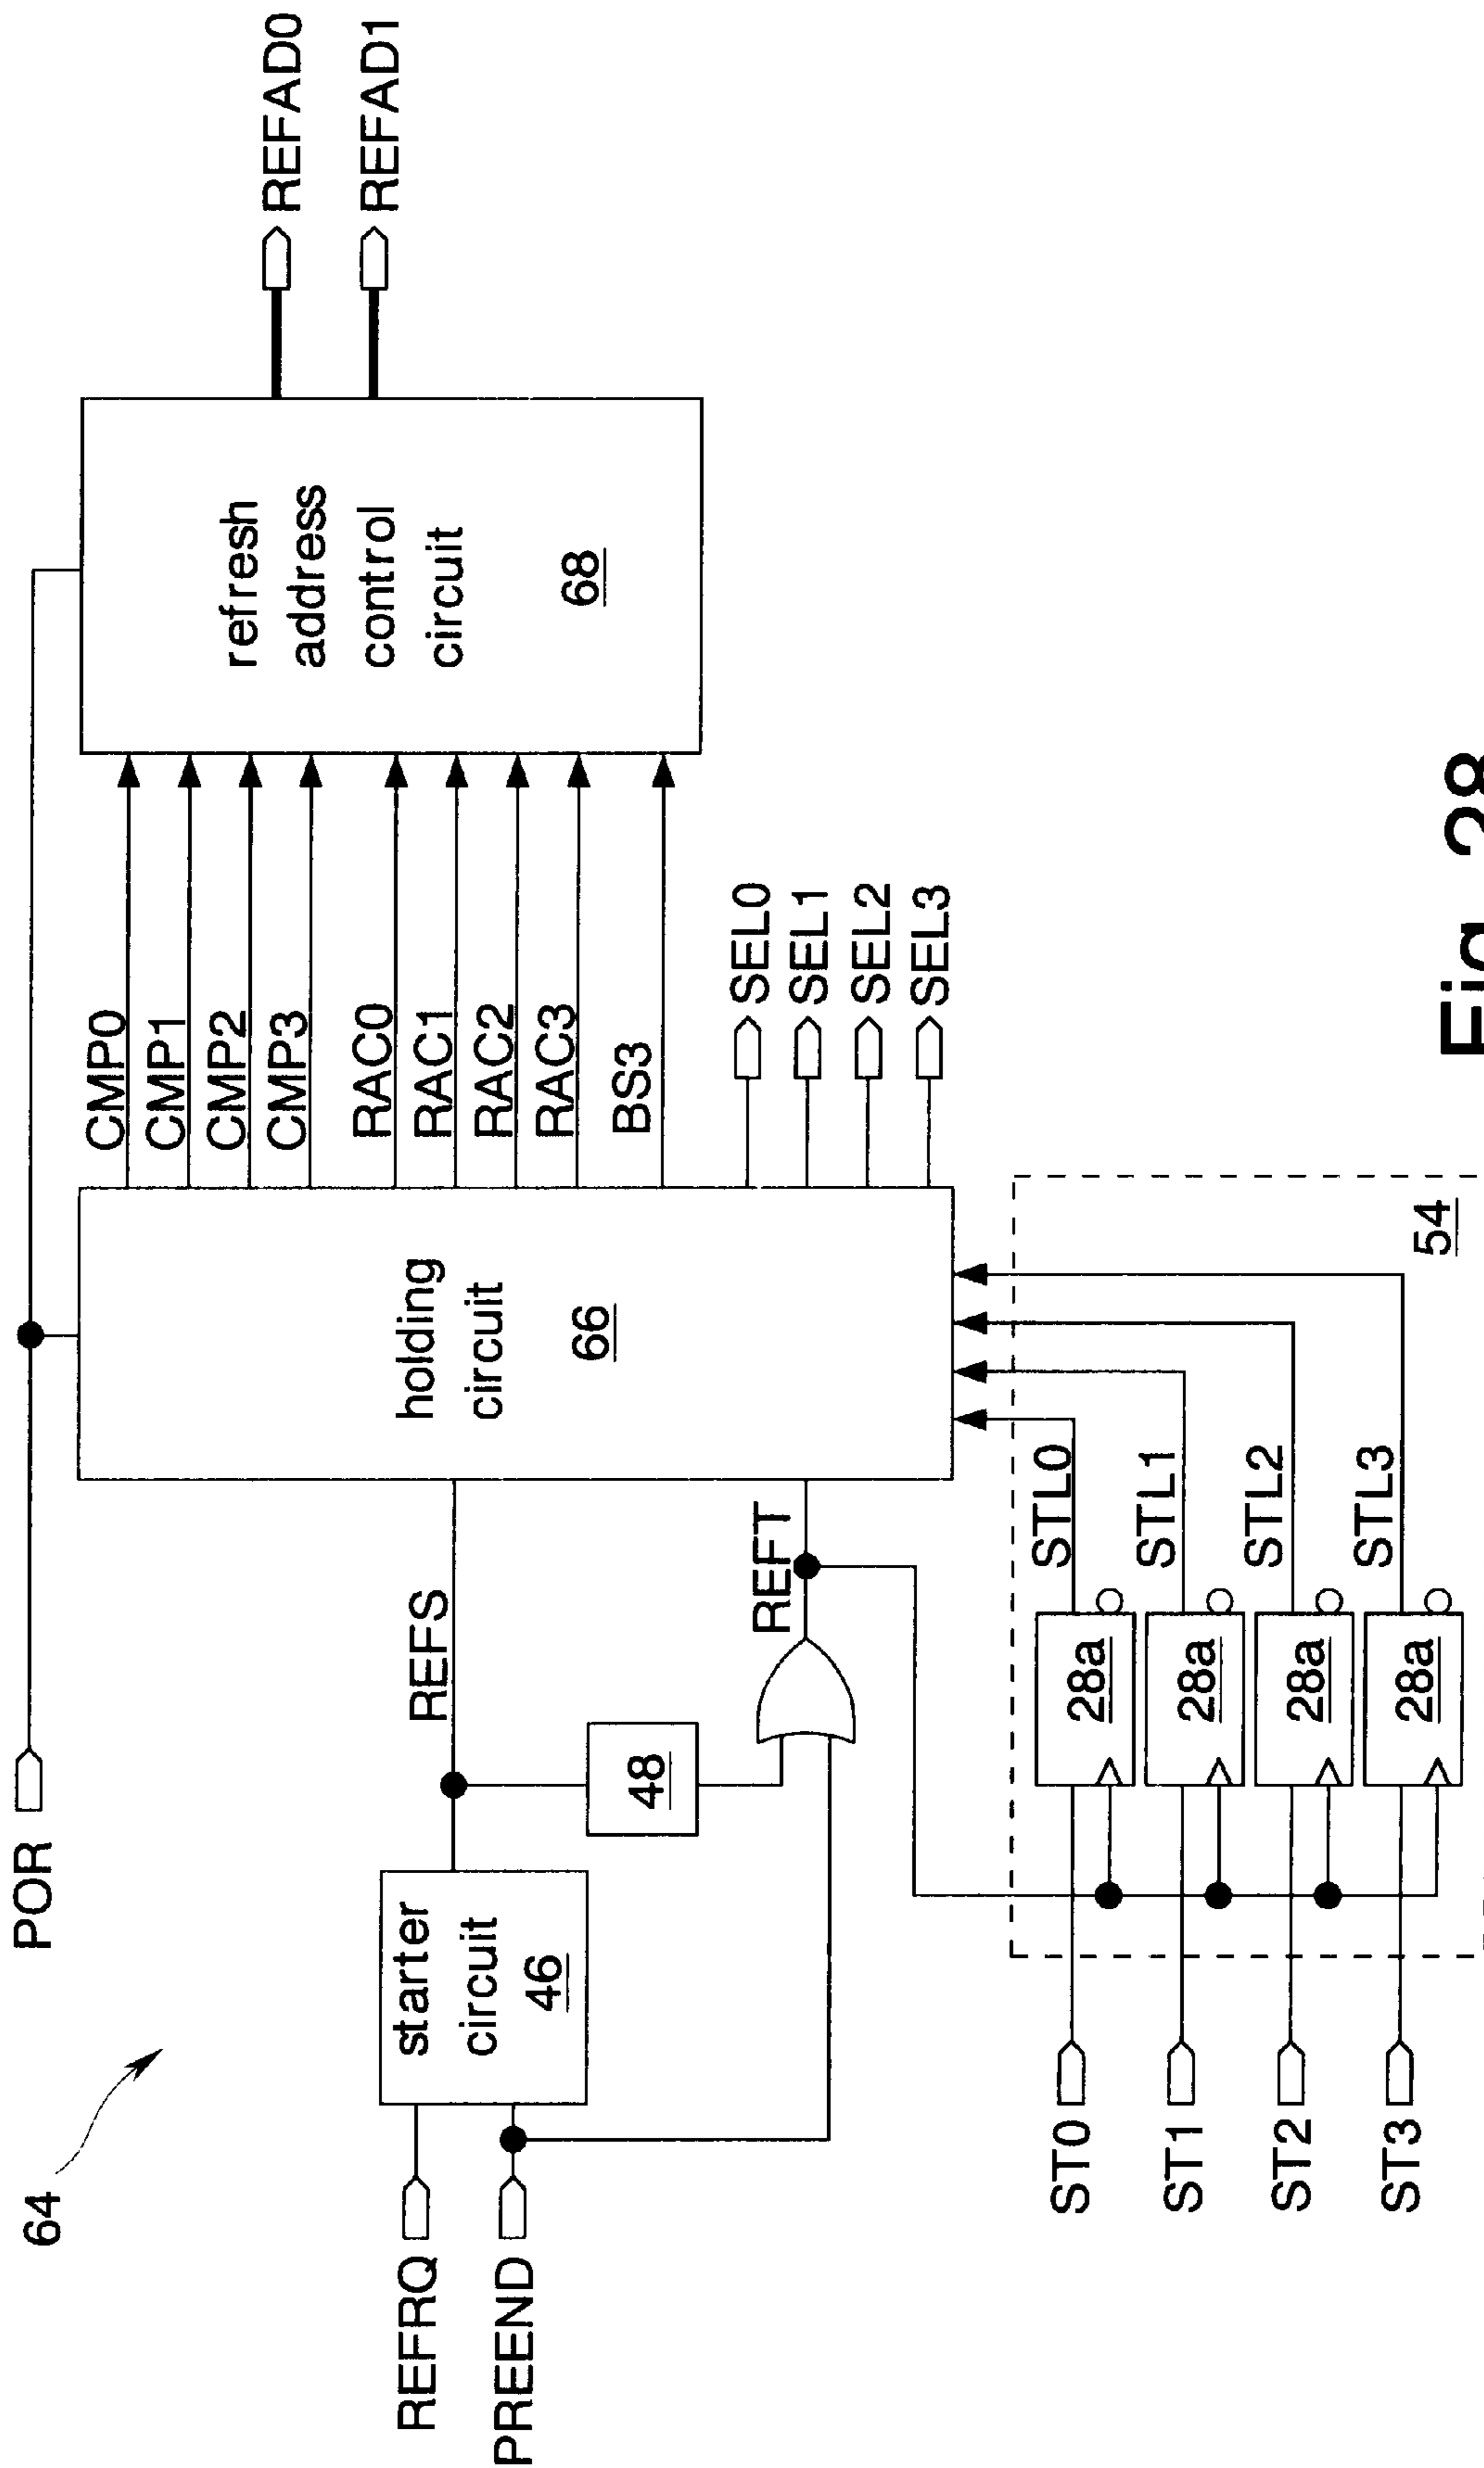 64
POR
REFRQ
PREEND
starter
circuit
46
REFS
48
REFT
holding
circuit
66
CMP0
CMP1
CMP2
CMP3
RAC0
RAC1
RAC2
RAC3
BS3
SEL0
SEL1
SEL2
SEL3
refresh
address
control
circuit
68
REFAD0
REFAD1
ST0
ST1
ST2
ST3
28a
28a
28a
28a
STL0
STL1
STL2
STL3
54
Fig. 28